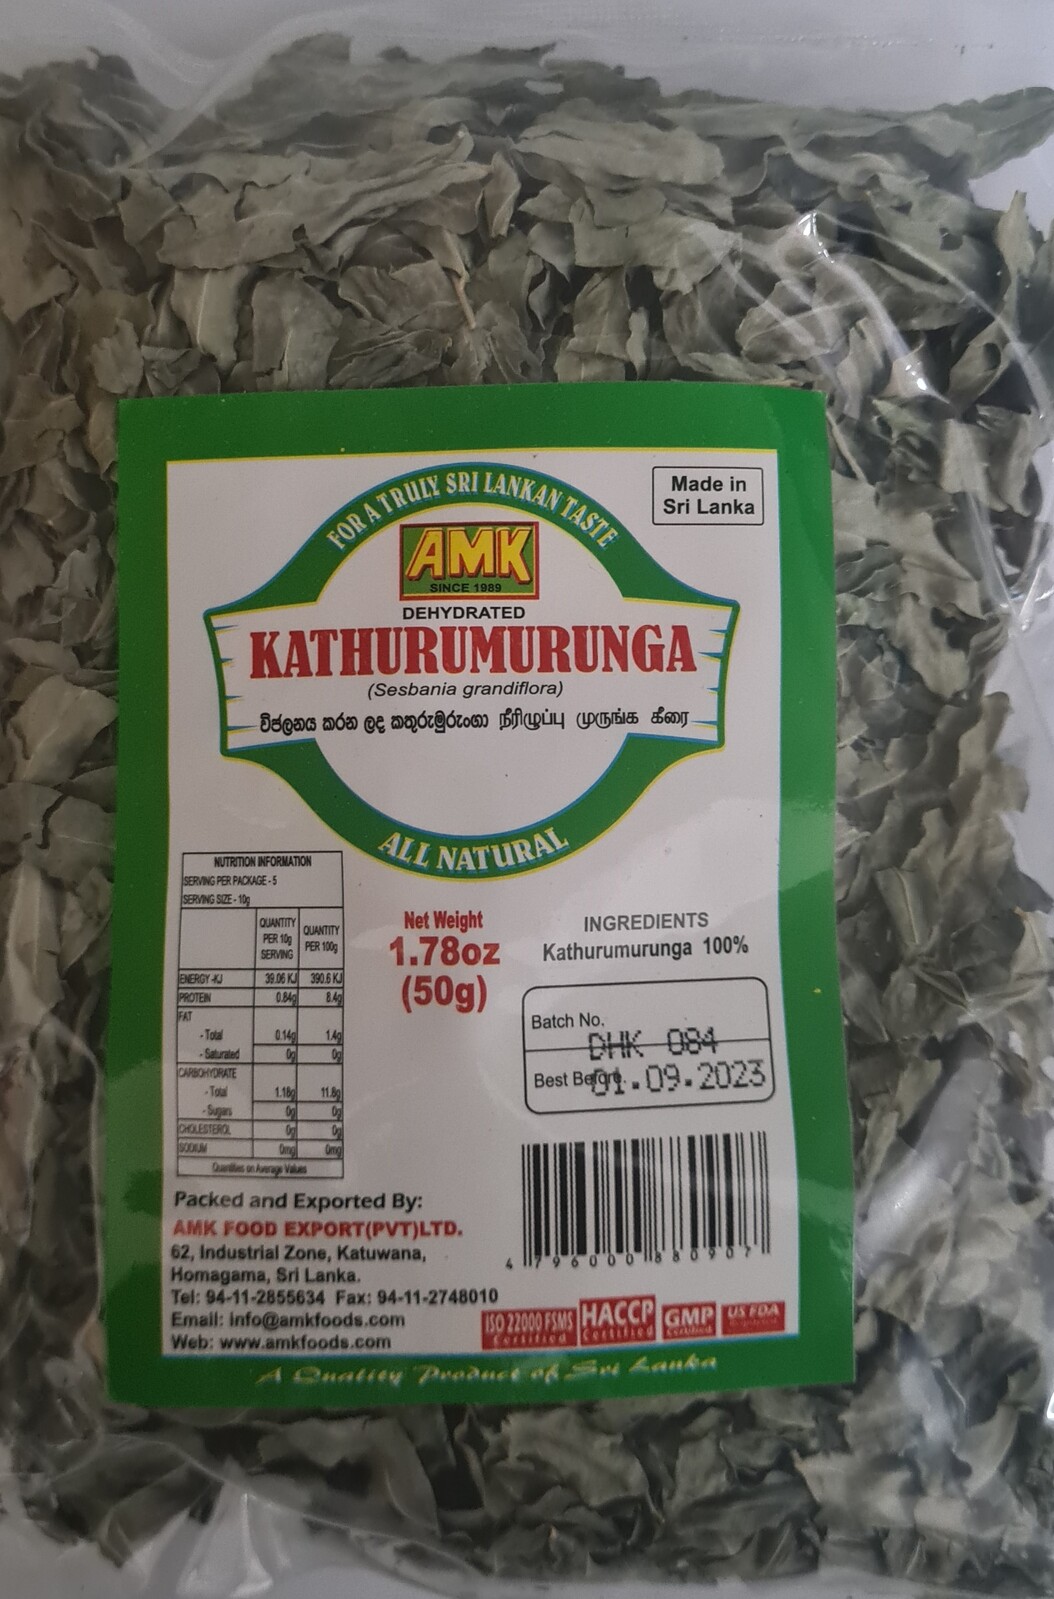 FOR A TRULY SRI LANKAN TASTE
Made in
Sri Lanka
AMK
SINCE 1989
DEHYDRATED
KATHURUMURUNGA
(Sesbania grandiflora)
විජලනය කරන ලද කතුරුමුරුංගා நீரிழுப்பு முருங்க கீரை
ALL NATURAL
NUTRITION INFORMATION
SERVING PER PACKAGE - 5
SERVING SIZE - 10g
QUANTITY PER 10g SERVING QUANTITY PER 100g
ENERGY -KJ 39.06 KJ 390.6 KJ
PROTEIN 0.84g 8.4g
FAT
- Total 0.14g 1.4g
- Saturated 0g 0g
CARBOHYDRATE
- Total 1.18g 11.8g
- Sugars 0g 0g
CHOLESTEROL 0g 0g
SODIUM 0mg 0mg
Quantities on Average Values
Net Weight
1.78oz
(50g)
INGREDIENTS
Kathurumurunga 100%
Batch No. DHK 084
Best Before. 01.09.2023
4 796000 880907
Packed and Exported By:
AMK FOOD EXPORT(PVT)LTD.
62, Industrial Zone, Katuwana,
Homagama, Sri Lanka.
Tel: 94-11-2855634 Fax: 94-11-2748010
Email: info@amkfoods.com
Web: www.amkfoods.com
ISO 22000 FSMS
Certified
HACCP
Certified
GMP
Certified
US FDA
Registered
A Quality Product of Sri Lanka